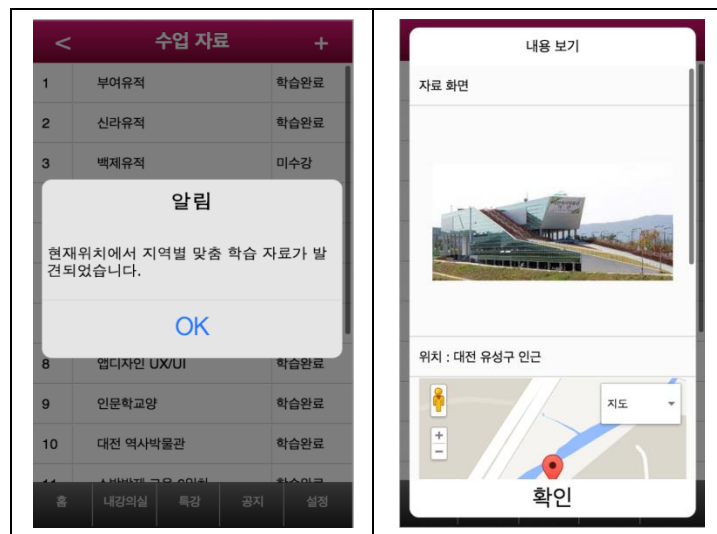 < 수업 자료 +
1 부여유적 학습완료
2 신라유적 학습완료
3 백제유적 미수강
알림
현재위치에서 지역별 맞춤 학습 자료가 발
견되었습니다.
OK
8 앱디자인 UX/UI 학습완료
9 인문학교양 학습완료
10 대전 역사박물관 학습완료
홈 내강의실 특강 공지 설정
내용 보기
자료 화면
위치 : 대전 유성구 인근
지도
+
−
확인